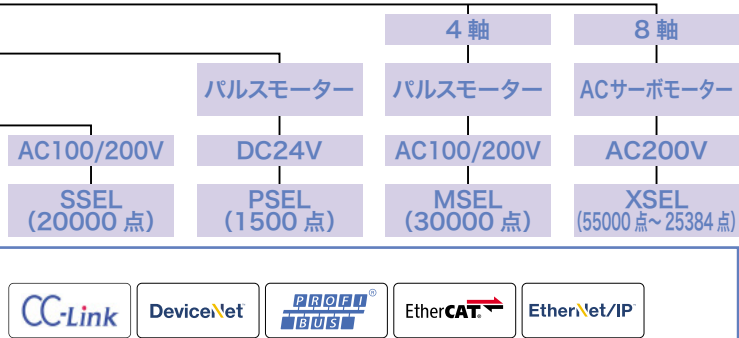 4 軸
8 軸
パルスモーター
パルスモーター
ACサーボモーター
AC100/200V
DC24V
AC100/200V
AC200V
SSEL
(20000 点)
PSEL
(1500 点)
MSEL
(30000 点)
XSEL
(55000 点~ 25384 点)
CC-Link
DeviceNet
PROFI®
BUS
EtherCAT.
EtherNet/IP